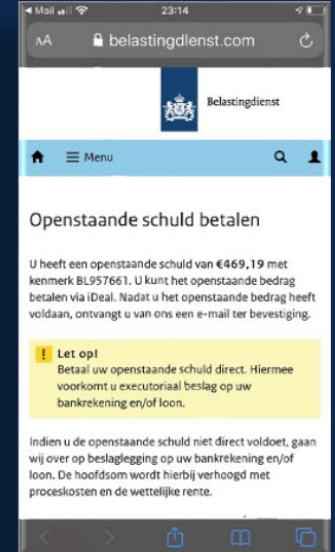 Mail
23:14
AA belastingdlenst.com
Belastingdienst
Menu
Openstaande schuld betalen
U heeft een openstaande schuld van €469,19 met
kenmerk BL957661. U kunt het openstaande bedrag
betalen via iDeal. Nadat u het openstaande bedrag heeft
voldaan, ontvangt u van ons een e-mail ter bevestiging.
! Let op!
Betaal uw openstaande schuld direct. Hiermee
voorkomt u executoriaal beslag op uw
bankrekening en/of loon.
Indien u de openstaande schuld niet direct voldoet, gaan
wij over op beslaglegging op uw bankrekening en/of
loon. De hoofdsom wordt hierbij verhoogd met
proceskosten en de wettelijke rente.